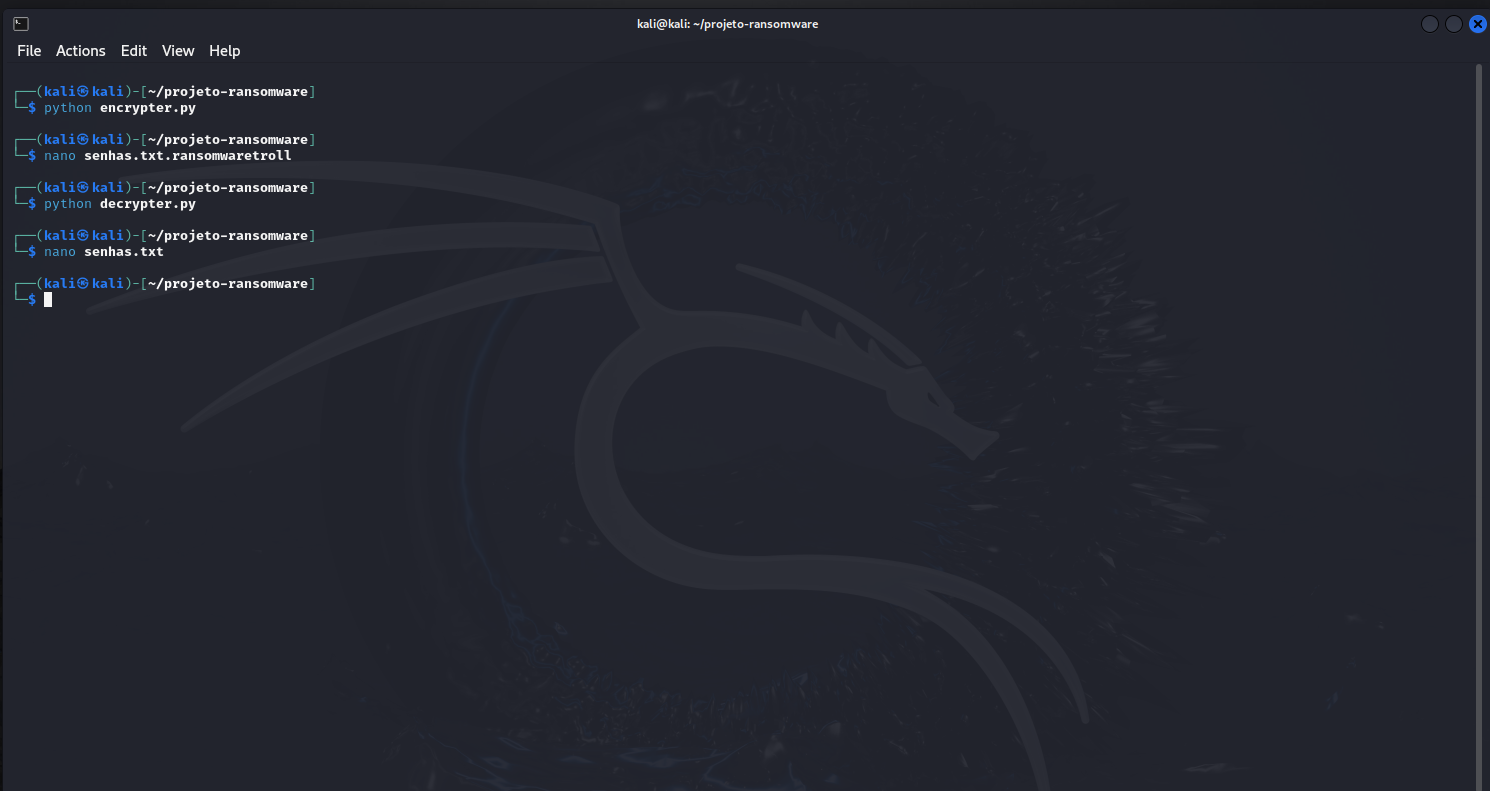 kali@kali: ~/projeto-ransomware
File Actions Edit View Help
┌──(kali㉿kali)-[~/projeto-ransomware]
└─$ python encrypter.py
┌──(kali㉿kali)-[~/projeto-ransomware]
└─$ nano senhas.txt.ransomwaretroll
┌──(kali㉿kali)-[~/projeto-ransomware]
└─$ python decrypter.py
┌──(kali㉿kali)-[~/projeto-ransomware]
└─$ nano senhas.txt
┌──(kali㉿kali)-[~/projeto-ransomware]
└─$